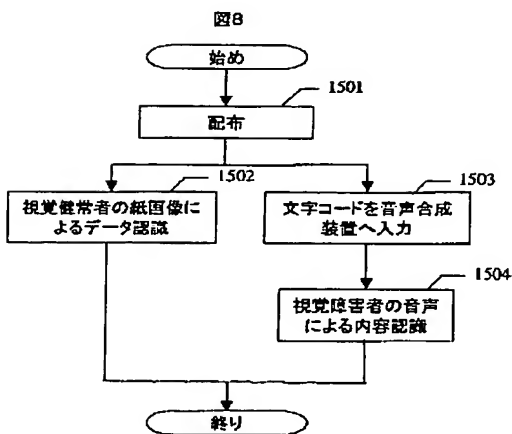 図8
始め
1501
配布
1502
視覚健常者の紙画像に
よるデータ認識
1503
文字コードを音声合成
装置へ入力
1504
視覚障害者の音声
による内容認識
終り